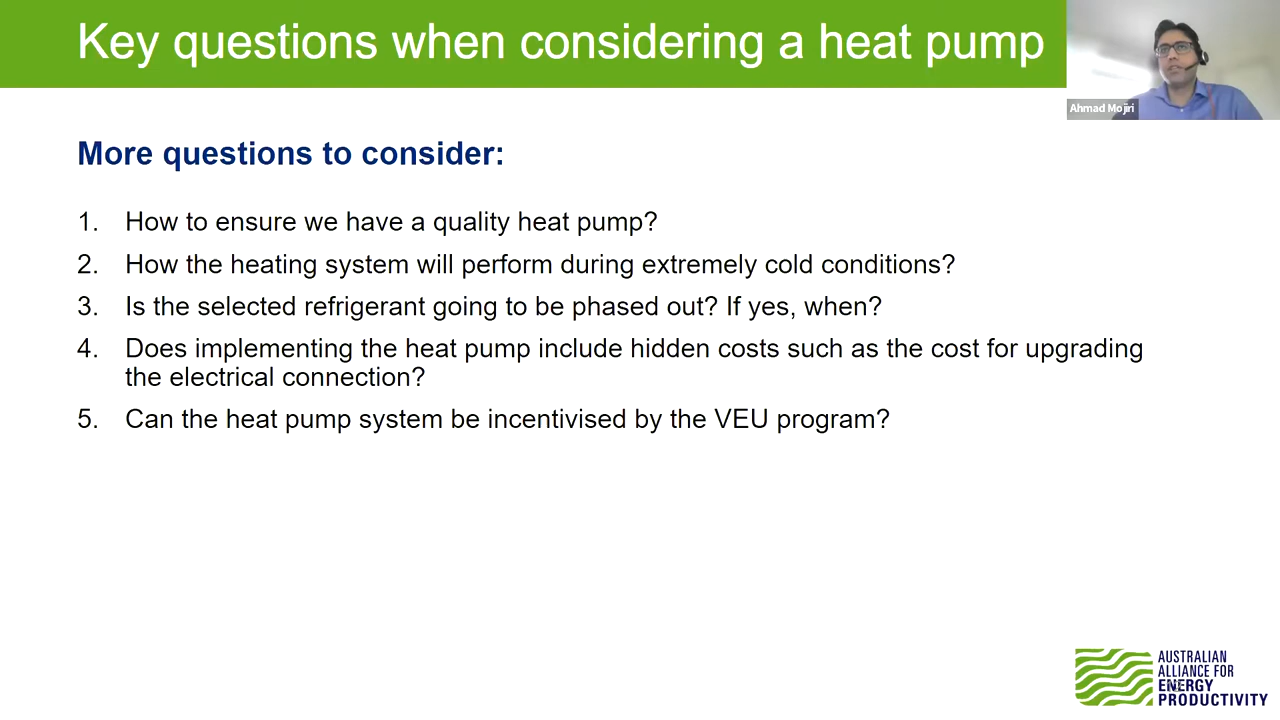 Key questions when considering a heat pump
Ahmad Mojiri
More questions to consider:
1. How to ensure we have a quality heat pump?
2. How the heating system will perform during extremely cold conditions?
3. Is the selected refrigerant going to be phased out? If yes, when?
4. Does implementing the heat pump include hidden costs such as the cost for upgrading
the electrical connection?
5. Can the heat pump system be incentivised by the VEU program?
AUSTRALIAN
ALLIANCE FOR
ENERGY
PRODUCTIVITY